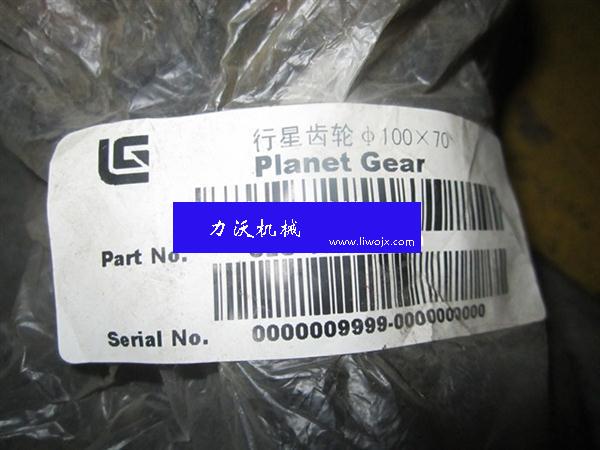 LG
行星齿轮 Φ100×70
Planet Gear
力沃机械
www.liwojx.com
Part No.
Serial No. 0000009999-0000000000